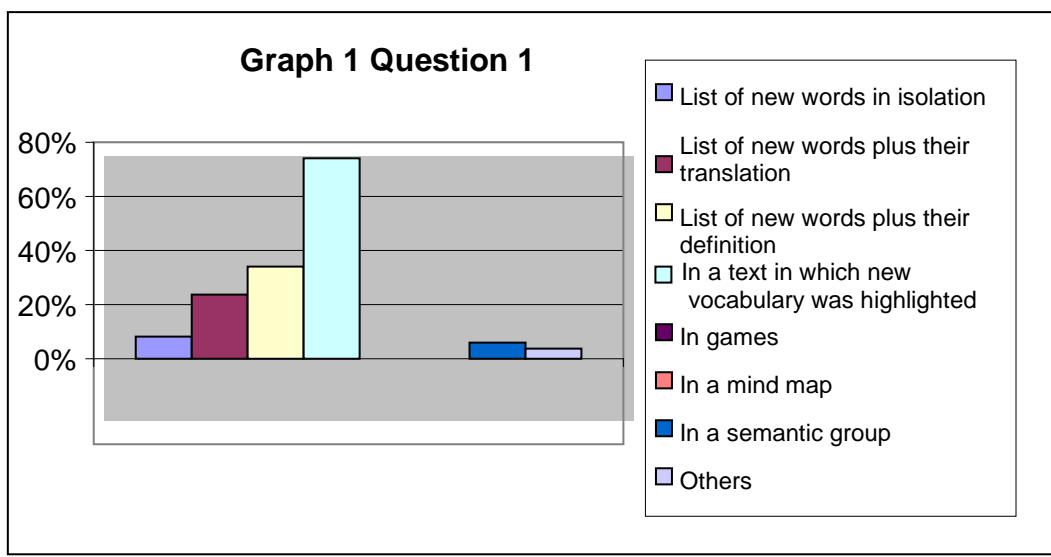 Graph 1 Question 1
80%
60%
40%
20%
0%
List of new words in isolation
List of new words plus their
translation
List of new words plus their
definition
In a text in which new
vocabulary was highlighted
In games
In a mind map
In a semantic group
Others